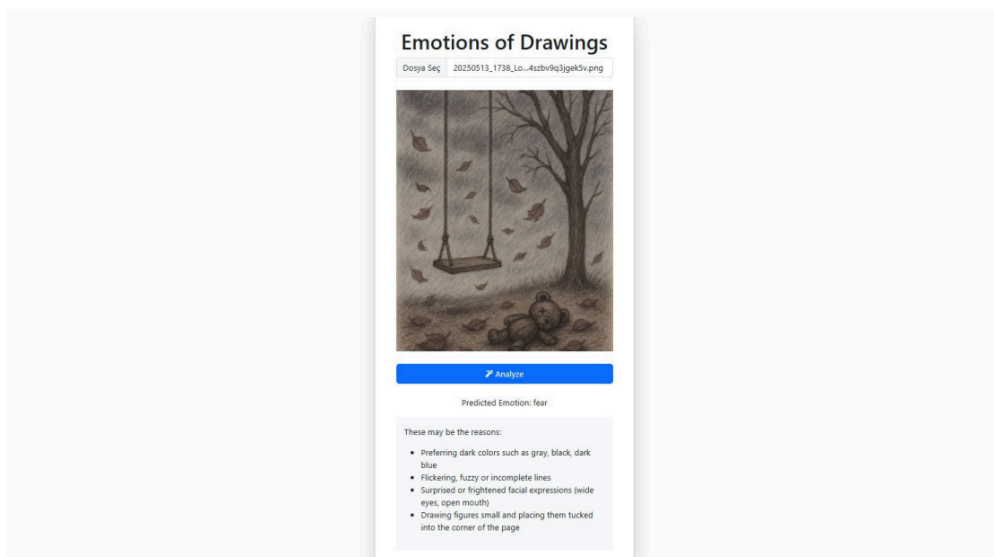 Emotions of Drawings
Dosya Seç 20250513_1738_Lo...4szbv9q3jgek5v.png
Analyze
Predicted Emotion: fear
These may be the reasons:
• Preferring dark colors such as gray, black, dark
blue
• Flickering, fuzzy or incomplete lines
• Surprised or frightened facial expressions (wide
eyes, open mouth)
• Drawing figures small and placing them tucked
into the corner of the page